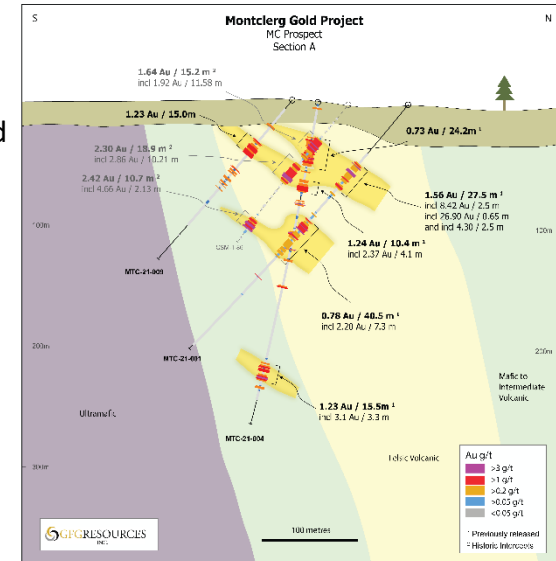 S
N
Montclerg Gold Project
MC Prospect
Section A
1.64 Au / 15.2 m ²
incl 1.92 Au / 11.58 m
1.23 Au / 15.0m
0.73 Au / 24.2m ¹
2.30 Au / 18.9 m ²
incl 2.86 Au / 10.21 m
2.42 Au / 10.7 m ²
incl 4.66 Au / 2.13 m
1.56 Au / 27.5 m ¹
incl 8.42 Au / 2.5 m
incl 26.90 Au / 0.65 m
and incl 4.30 / 2.5 m
100m
100m
1.24 Au / 10.4 m ¹
incl 2.37 Au / 4.1 m
MTC-21-009
0.78 Au / 40.5 m ¹
incl 2.20 Au / 7.3 m
200m
200m
MTC-21-001
Mafic to
Intermediate
Volcanic
Ultramafic
1.23 Au / 15.5m ¹
incl 3.1 Au / 3.3 m
MTC-21-004
Felsic Volcanic
300m
Au g/t
>3 g/t
>1 g/t
>0.2 g/t
>0.05 g/t
<0.05 g/t
¹ Previously released
² Historic Intercepts
GFGRESOURCES
INC.
100 metres